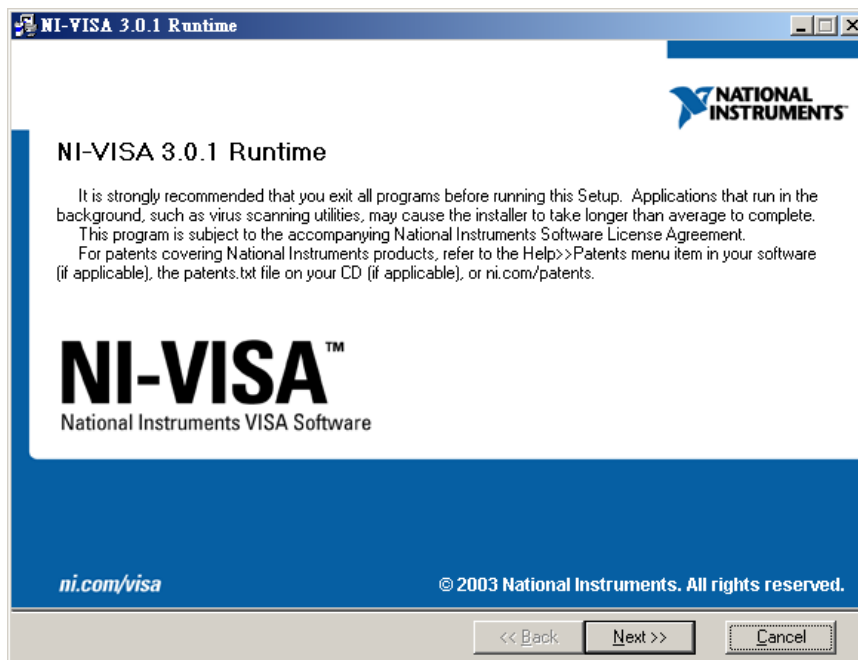 NI-VISA 3.0.1 Runtime
NATIONAL
INSTRUMENTS™
NI-VISA 3.0.1 Runtime
It is strongly recommended that you exit all programs before running this Setup. Applications that run in the
background, such as virus scanning utilities, may cause the installer to take longer than average to complete.
This program is subject to the accompanying National Instruments Software License Agreement.
For patents covering National Instruments products, refer to the Help>>Patents menu item in your software
(if applicable), the patents.txt file on your CD (if applicable), or ni.com/patents.
NI-VISA™
National Instruments VISA Software
ni.com/visa
© 2003 National Instruments. All rights reserved.
<< Back
Next >>
Cancel